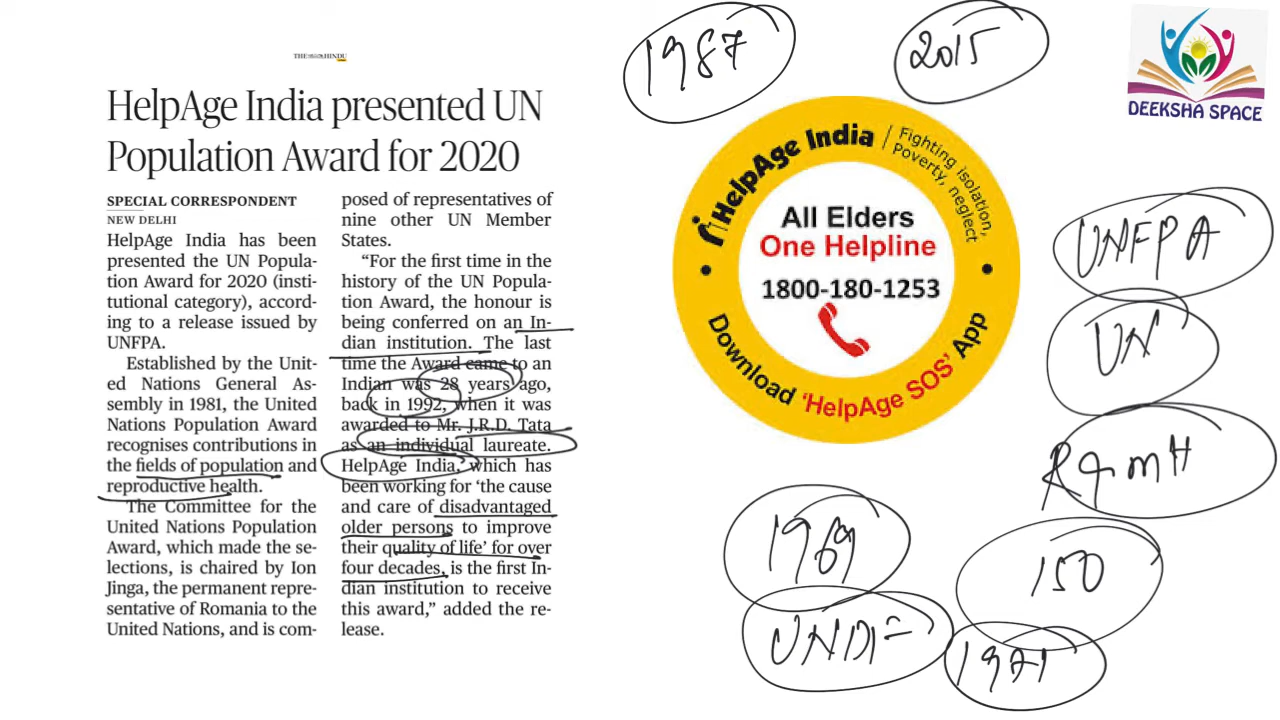 THE HINDU
HelpAge India presented UN
Population Award for 2020
SPECIAL CORRESPONDENT
NEW DELHI
HelpAge India has been
presented the UN Popula-
tion Award for 2020 (insti-
tutional category), accord-
ing to a release issued by
UNFPA.
Established by the Unit-
ed Nations General As-
sembly in 1981, the United
Nations Population Award
recognises contributions in
the fields of population and
reproductive health.
The Committee for the
United Nations Population
Award, which made the se-
lections, is chaired by Ion
Jinga, the permanent repre-
sentative of Romania to the
United Nations, and is com-
posed of representatives of
nine other UN Member
States.
“For the first time in the
history of the UN Popula-
tion Award, the honour is
being conferred on an In-
dian institution. The last
time the Award came to an
Indian was 28 years ago,
back in 1992, when it was
awarded to Mr. J.R.D. Tata
as an individual laureate.
HelpAge India, which has
been working for ‘the cause
and care of disadvantaged
older persons to improve
their quality of life’ for over
four decades, is the first In-
dian institution to receive
this award,” added the re-
lease.
1987
2015
DEEKSHA SPACE
HelpAge India
Fighting isolation,
Poverty, neglect
All Elders
One Helpline
1800-180-1253
Download ‘HelpAge SOS’ App
UNFPA
UN
1969
150
1971